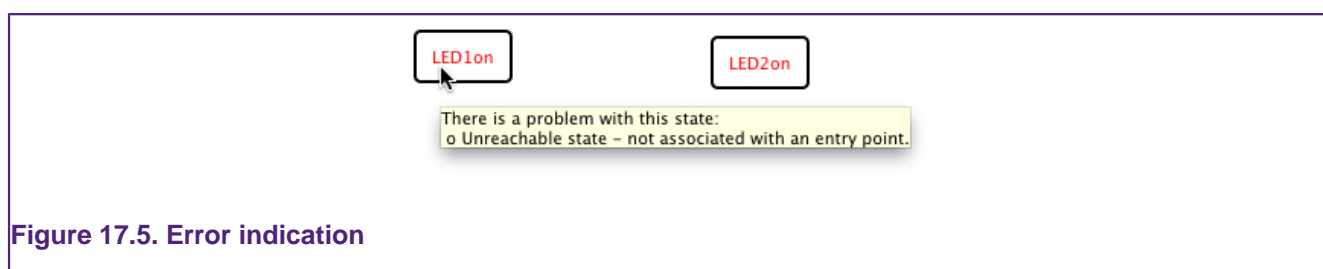 LED1on
LED2on
There is a problem with this state:
o Unreachable state – not associated with an entry point.
Figure 17.5. Error indication